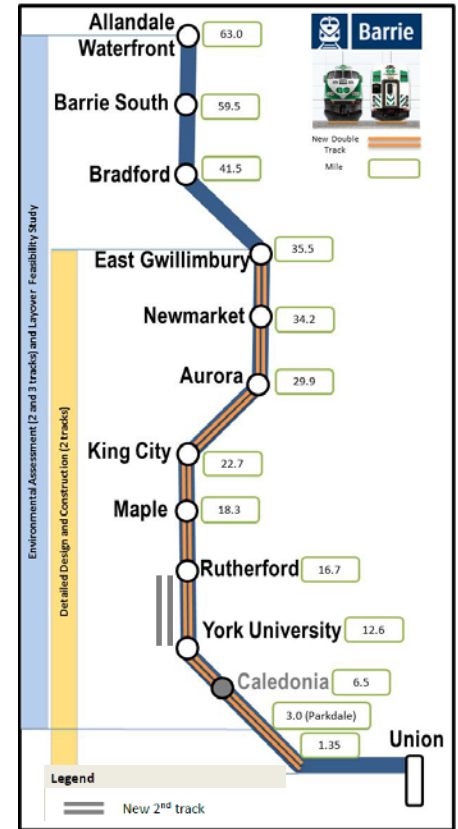 Allandale
Waterfront
63.0
Barrie
Barrie South
59.5
New Double
Track
Mile
Bradford
41.5
East Gwillimbury
35.5
Newmarket
34.2
Aurora
29.9
King City
22.7
Maple
18.3
Rutherford
16.7
York University
12.6
Caledonia
6.5
3.0 (Parkdale)
1.35
Union
Environmental Assessment (2 and 3 tracks) and Layover Feasibility Study
Detailed Design and Construction (2 tracks)
Legend
New 2nd track